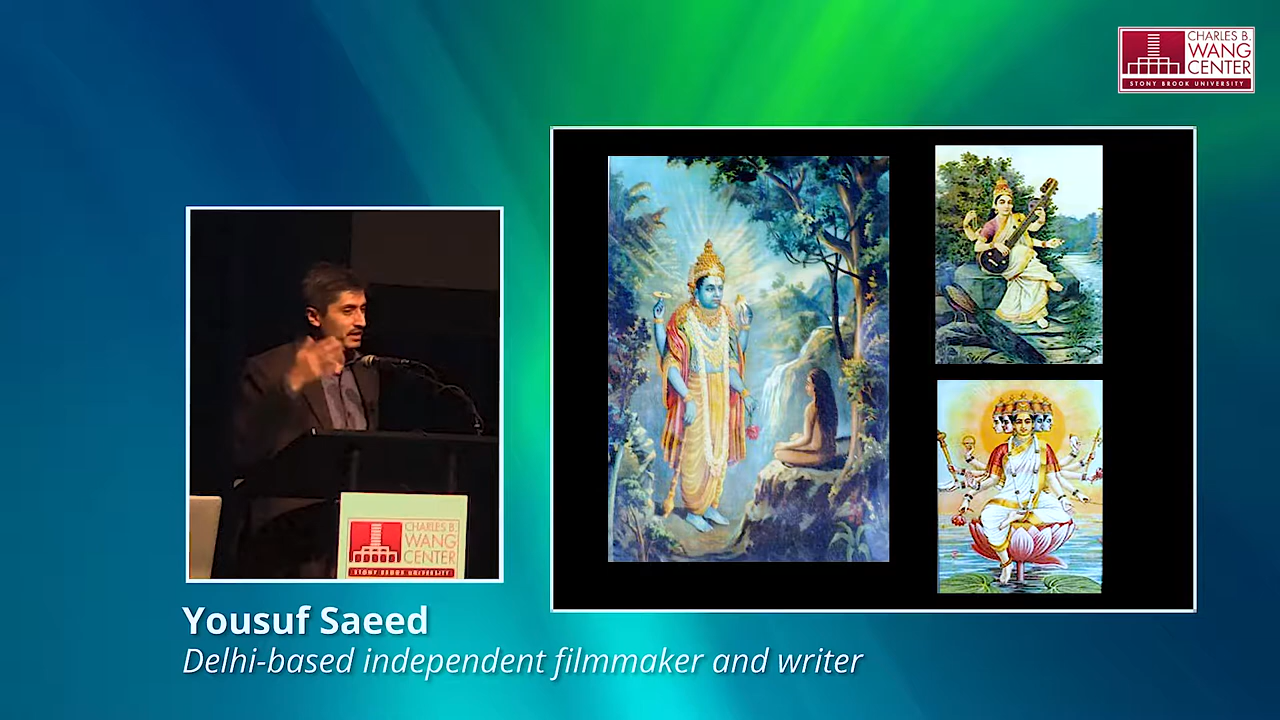 CHARLES B.
WANG
CENTER
STONY BROOK UNIVERSITY
CHARLES B.
WANG
CENTER
STONY BROOK UNIVERSITY
Yousuf Saeed
Delhi-based independent filmmaker and writer